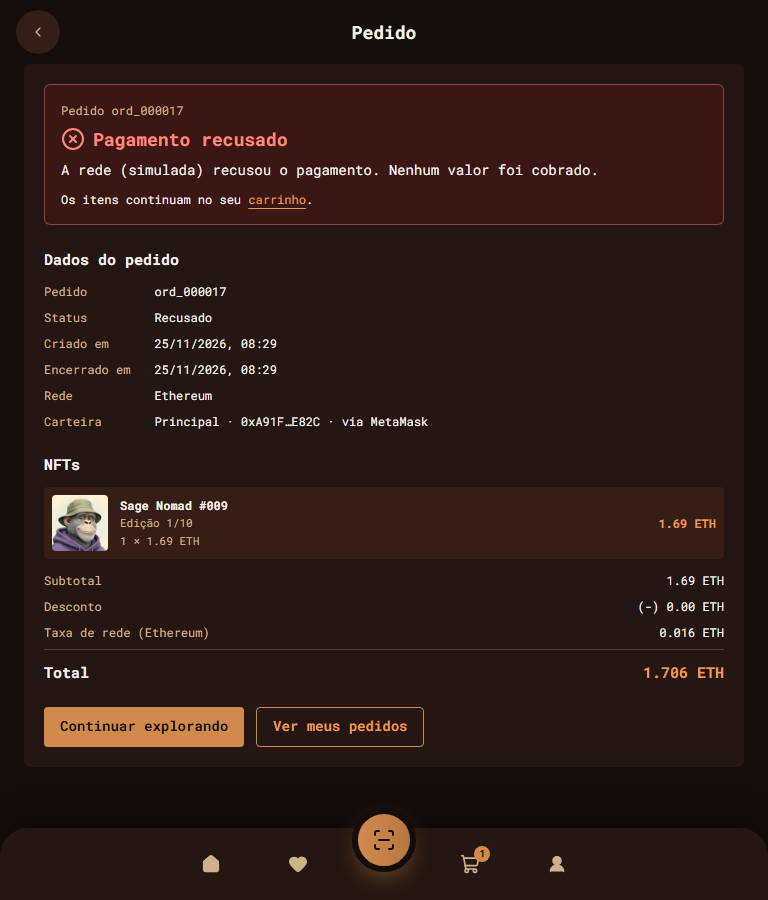 Pedido
Pedido ord_000017
Pagamento recusado
A rede (simulada) recusou o pagamento. Nenhum valor foi cobrado.
Os itens continuam no seu carrinho.
Dados do pedido
Pedido ord_000017
Status Recusado
Criado em 25/11/2026, 08:29
Encerrado em 25/11/2026, 08:29
Rede Ethereum
Carteira Principal · 0xA91F…E82C · via MetaMask
NFTs
Sage Nomad #009
Edição 1/10
1 × 1.69 ETH
1.69 ETH
Subtotal 1.69 ETH
Desconto (-) 0.00 ETH
Taxa de rede (Ethereum) 0.016 ETH
Total 1.706 ETH
Continuar explorando
Ver meus pedidos
1